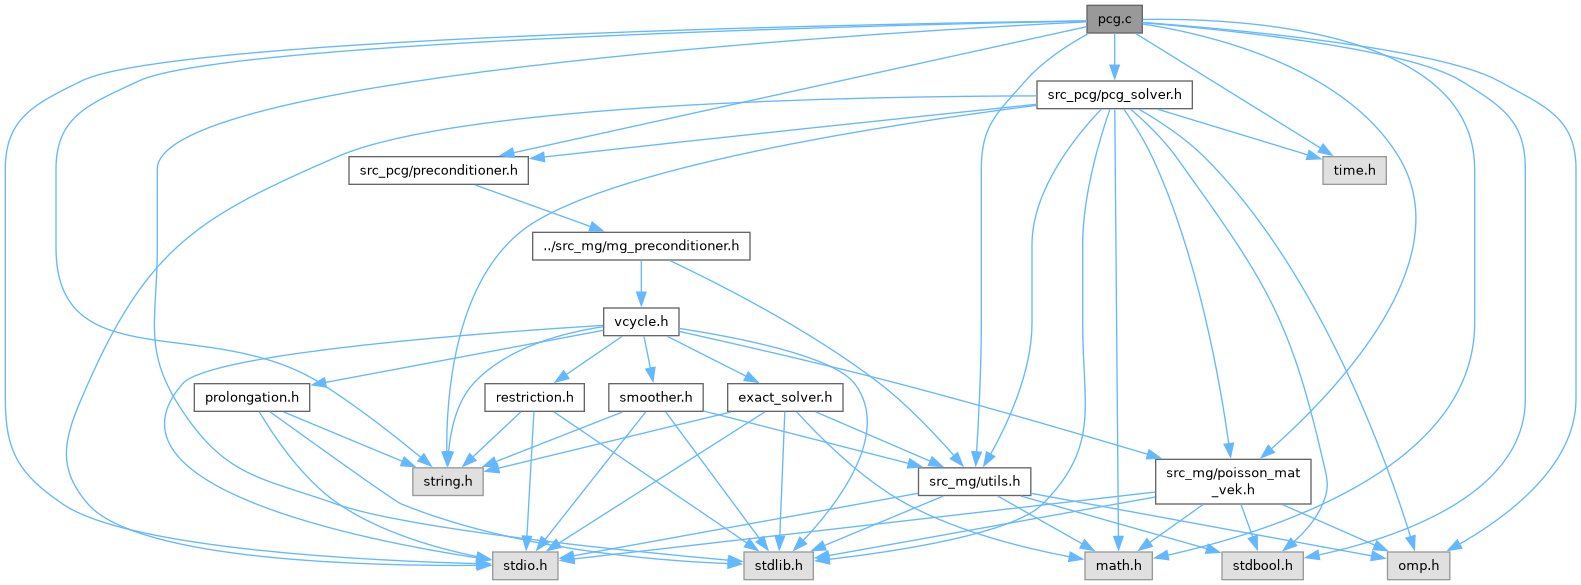 pcg.c
src_pcg/pcg_solver.h
src_pcg/preconditioner.h
time.h
../src_mg/mg_preconditioner.h
vcycle.h
prolongation.h
restriction.h
smoother.h
exact_solver.h
string.h
src_mg/utils.h
src_mg/poisson_mat
_vek.h
stdio.h
stdlib.h
math.h
stdbool.h
omp.h